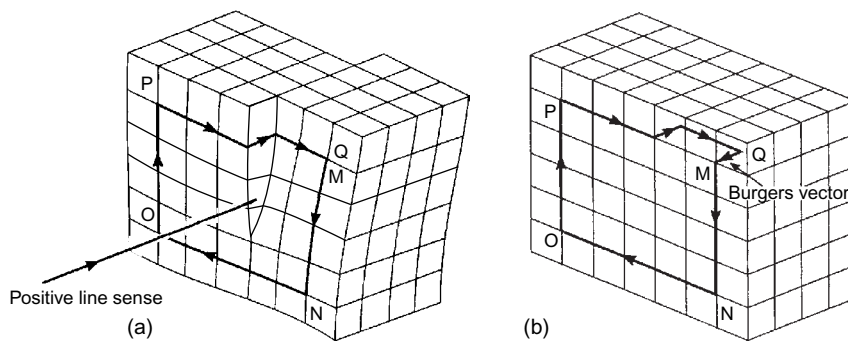 P
Q
M
O
N
Positive line sense
(a)
P
Q
M
Burgers vector
O
N
(b)